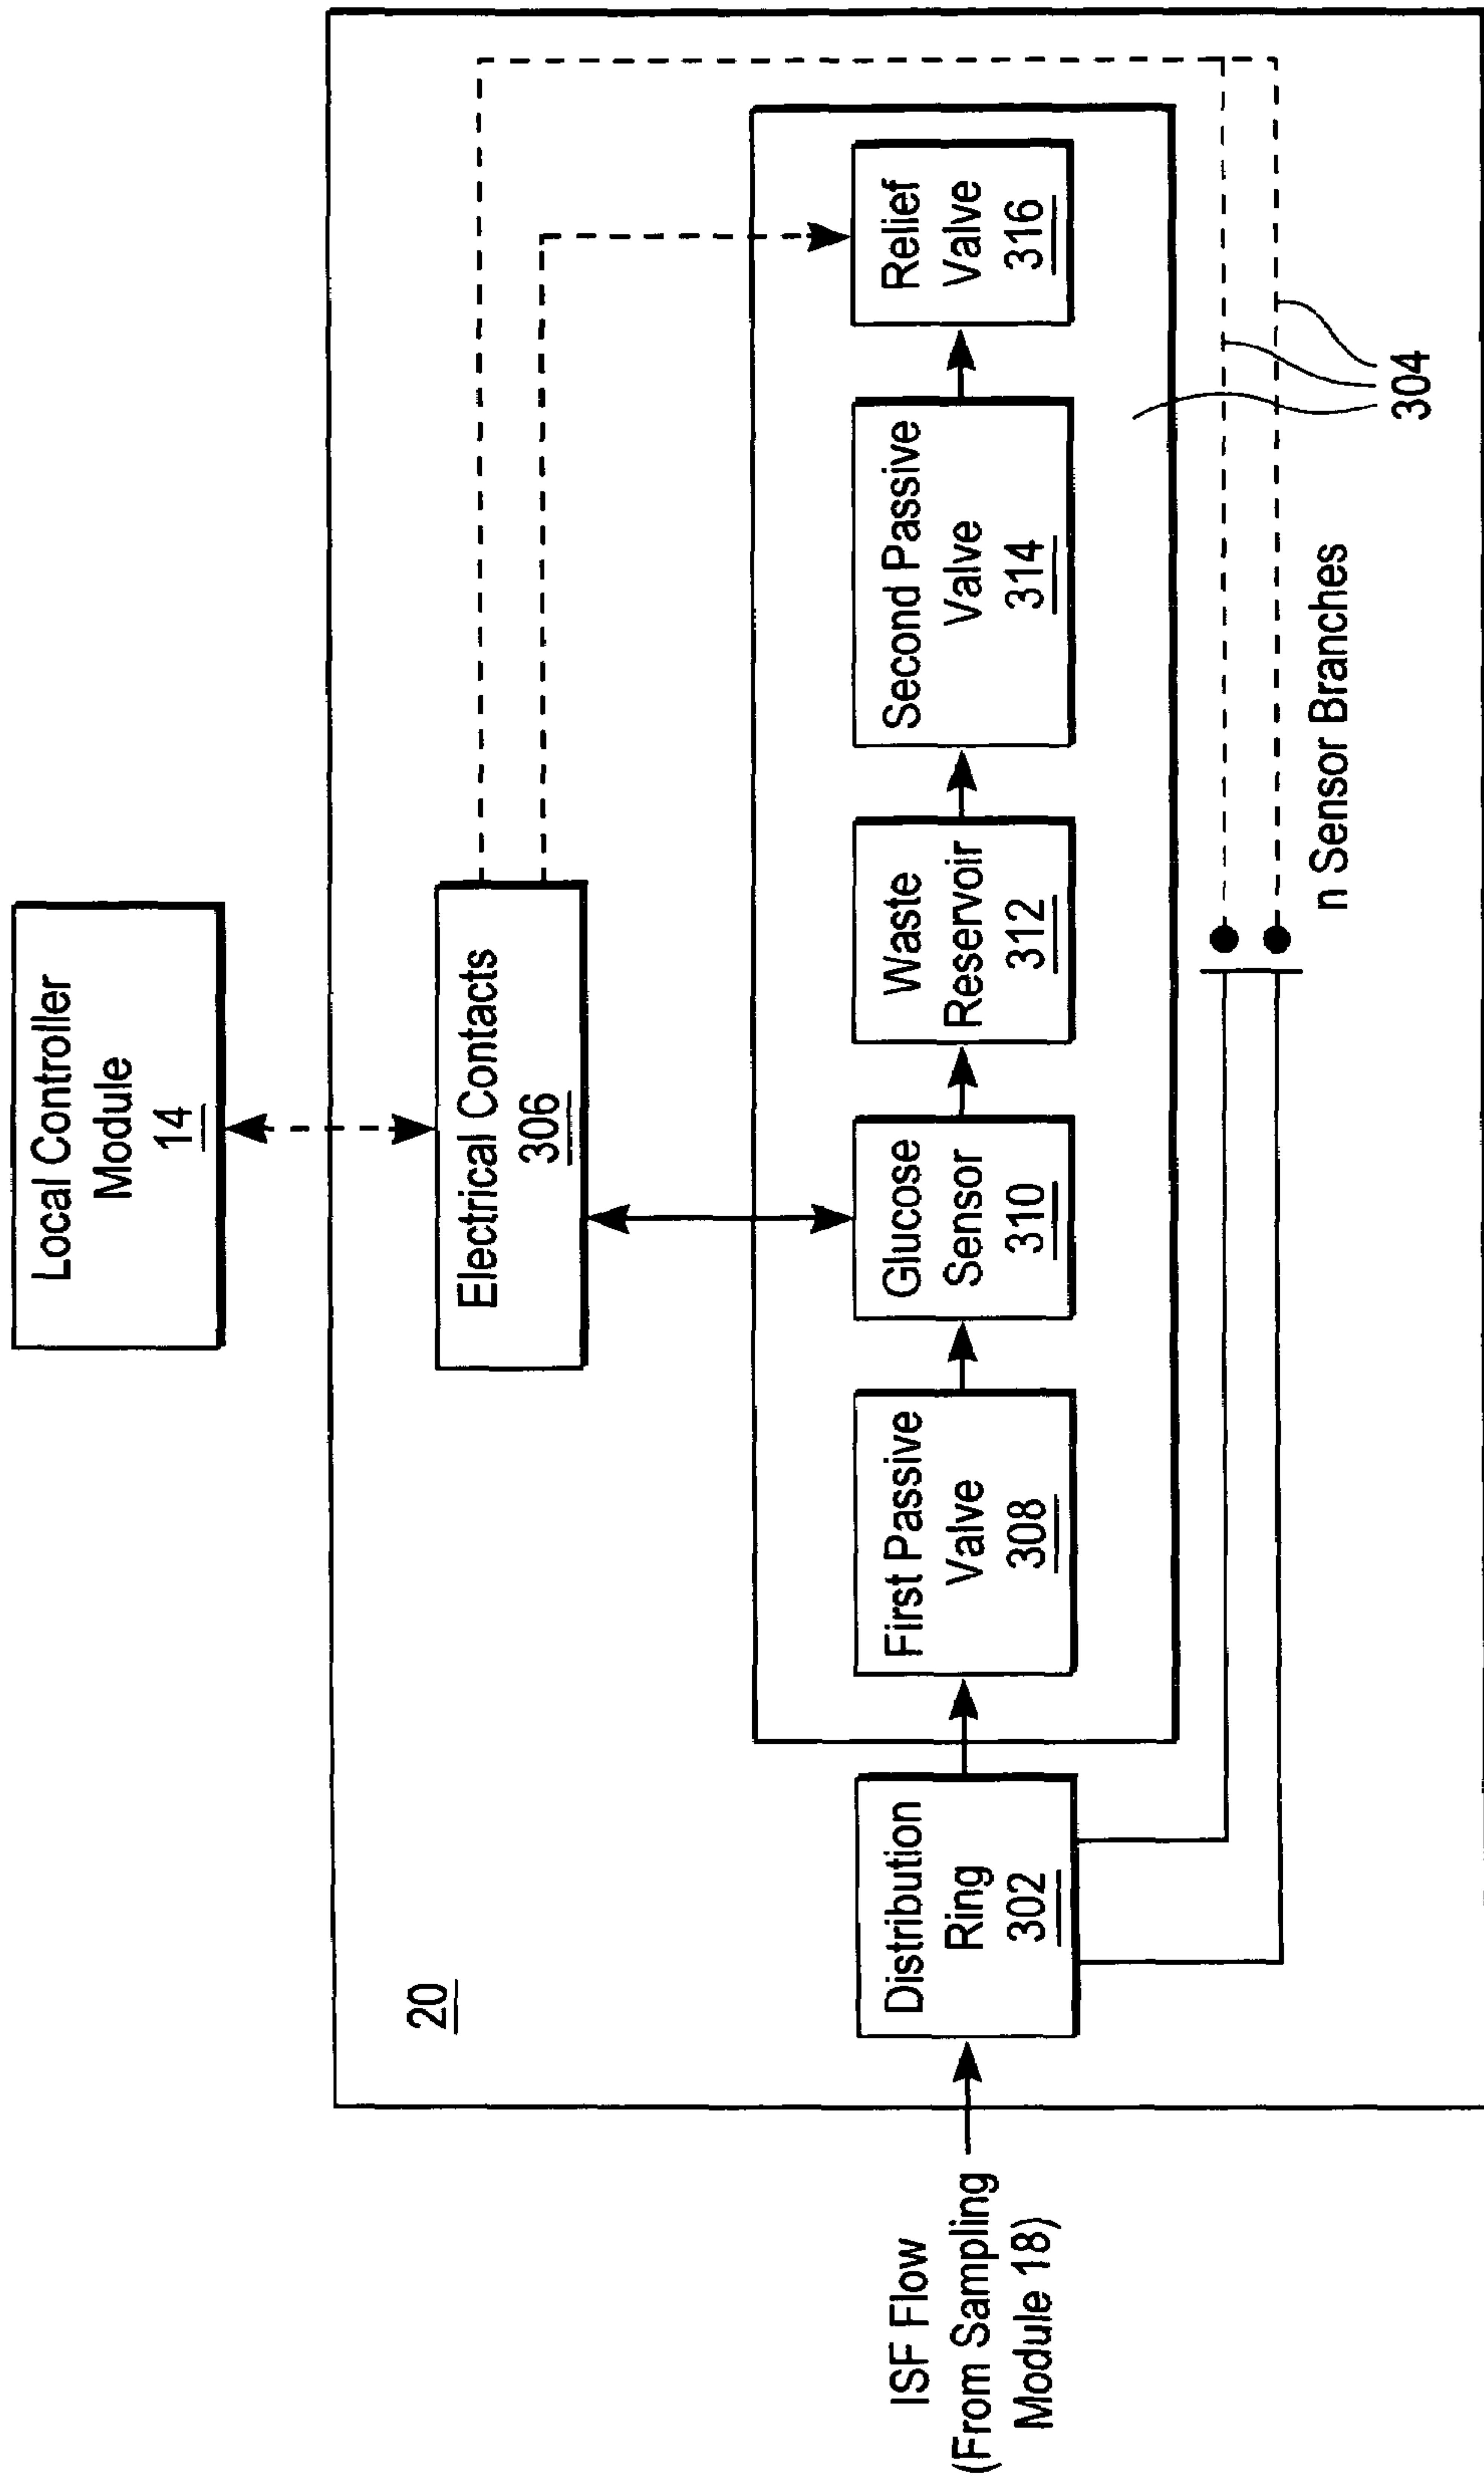 Local Controller
Module
14
Electrical Contacts
306
20
ISF Flow
(From Sampling
Module 18)
Distribution
Ring
302
First Passive
Valve
308
Glucose
Sensor
310
Waste
Reservoir
312
Second Passive
Valve
314
Relief
Valve
316
n Sensor Branches
304